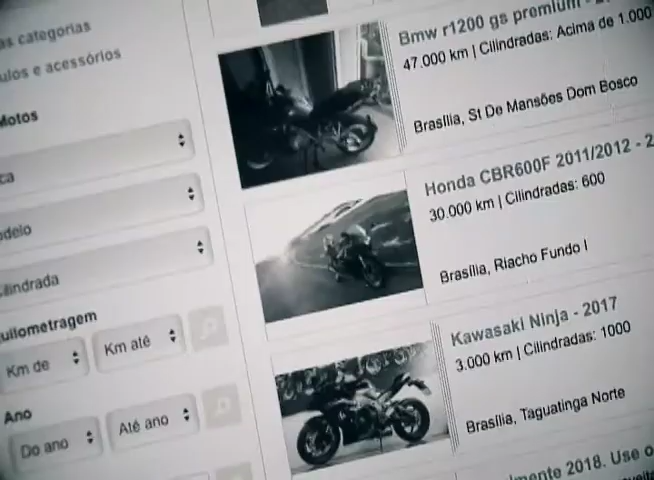 as categorias
ulos e acessórios
Motos
ca
odelo
Cilindrada
uilometragem
Km de
Km até
Ano
Do ano
Até ano
Bmw r1200 gs premium -
47.000 km | Cilindradas: Acima de 1.000
Brasília, St De Mansões Dom Bosco
Honda CBR600F 2011/2012 - 2
30.000 km | Cilindradas: 600
Brasília, Riacho Fundo I
Kawasaki Ninja - 2017
3.000 km | Cilindradas: 1000
Brasília, Taguatinga Norte
lmente 2018. Use o